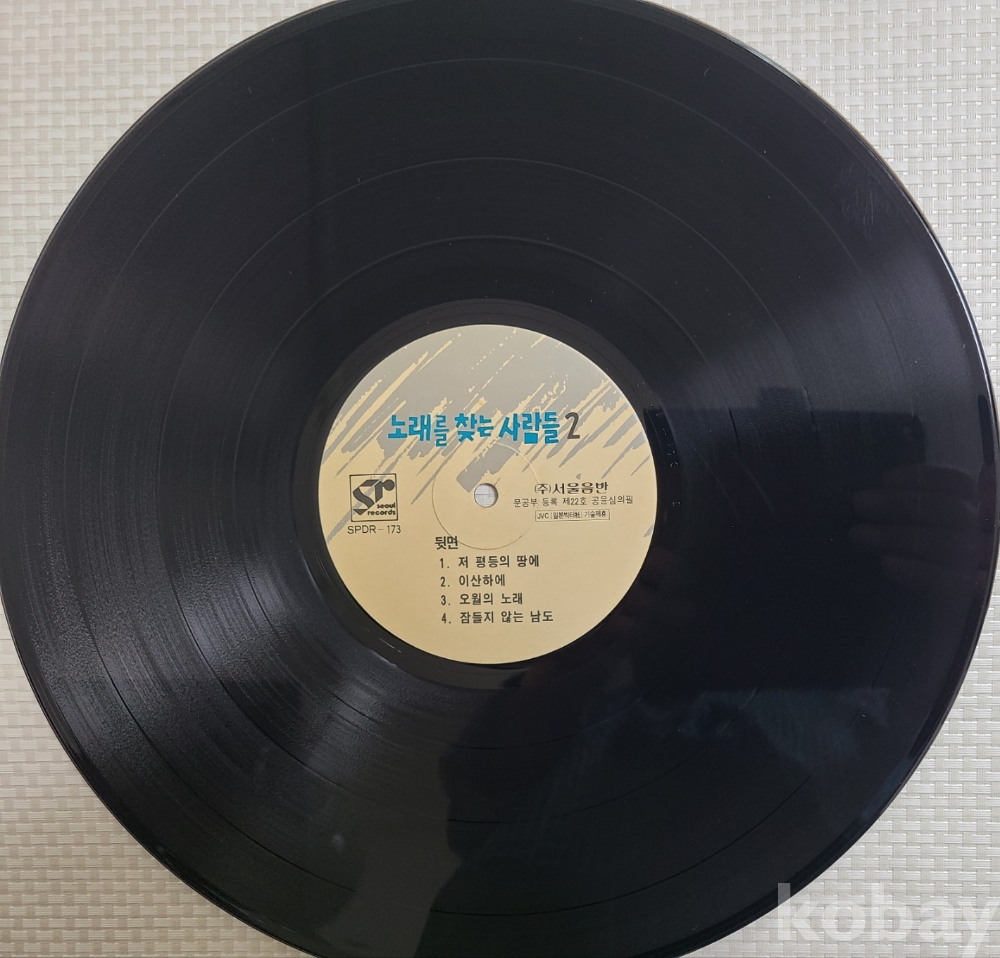 노래를 찾는 사람들 2
sr
seoul
records
SPDR-173
(주)서울음반
문공부 등록 제22호 공윤심의필
JVC [일본빅터社] 기술제휴
뒷면
1. 저 평등의 땅에
2. 이산하에
3. 오월의 노래
4. 잠들지 않는 남도
kobay